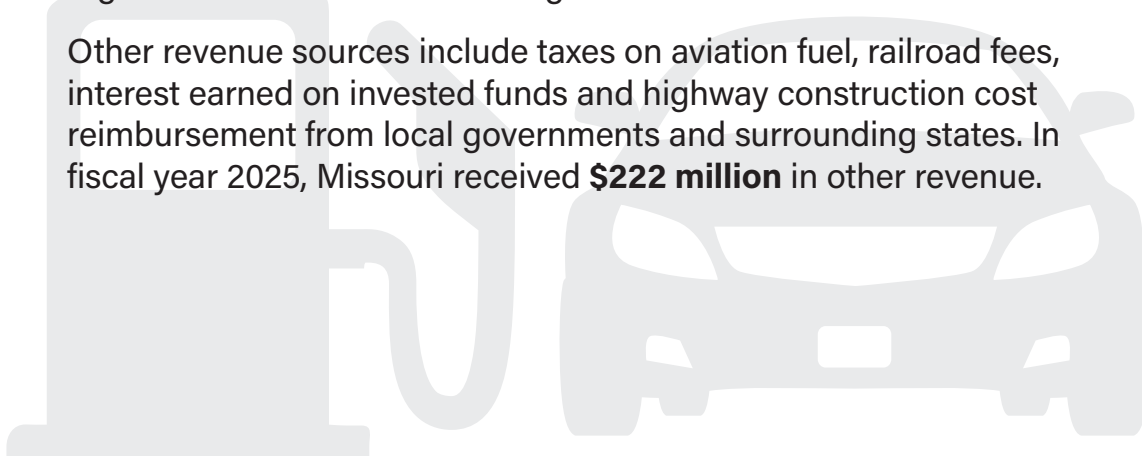 Other revenue sources include taxes on aviation fuel, railroad fees,
interest earned on invested funds and highway construction cost
reimbursement from local governments and surrounding states. In
fiscal year 2025, Missouri received $222 million in other revenue.